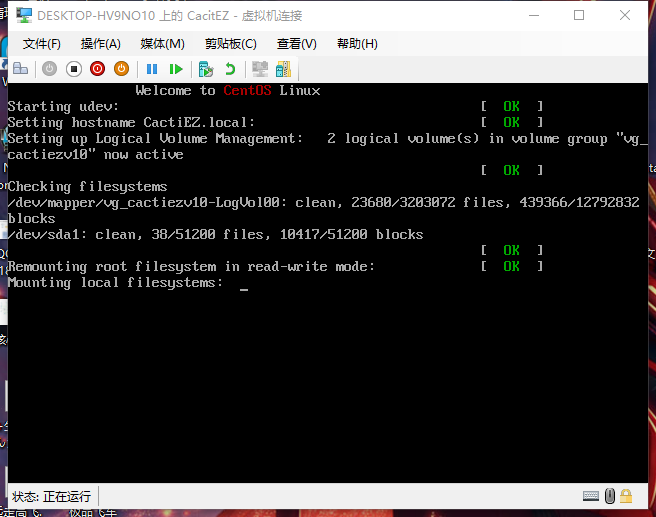 DESKTOP-HV9NO10 上的 CacitEZ - 虚拟机连接
文件(F) 操作(A) 媒体(M) 剪贴板(C) 查看(V) 帮助(H)
Welcome to CentOS Linux
Starting udev: [ OK ]
Setting hostname CactiEZ.local: [ OK ]
Setting up Logical Volume Management: 2 logical volume(s) in volume group "vg_
cactiezv10" now active
[ OK ]
Checking filesystems
/dev/mapper/vg_cactiezv10-LogVol00: clean, 23680/3203072 files, 439366/12792832
blocks
/dev/sda1: clean, 38/51200 files, 10417/51200 blocks
[ OK ]
Remounting root filesystem in read-write mode: [ OK ]
Mounting local filesystems: _
状态: 正在运行